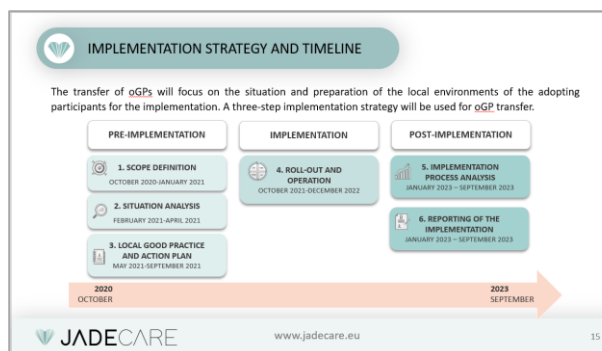 IMPLEMENTATION STRATEGY AND TIMELINE
The transfer of oGPs will focus on the situation and preparation of the local environments of the adopting
participants for the implementation. A three-step implementation strategy will be used for oGP transfer.
PRE-IMPLEMENTATION
1. SCOPE DEFINITION
OCTOBER 2020-JANUARY 2021
2. SITUATION ANALYSIS
FEBRUARY 2021-APRIL 2021
3. LOCAL GOOD PRACTICE
AND ACTION PLAN
MAY 2021-SEPTEMBER 2021
IMPLEMENTATION
4. ROLL-OUT AND
OPERATION
OCTOBER 2021-DECEMBER 2022
POST-IMPLEMENTATION
5. IMPLEMENTATION
PROCESS ANALYSIS
JANUARY 2023 – SEPTEMBER 2023
6. REPORTING OF THE
IMPLEMENTATION
JANUARY 2023 – SEPTEMBER 2023
2020
OCTOBER
2023
SEPTEMBER
JADECARE
www.jadecare.eu
15